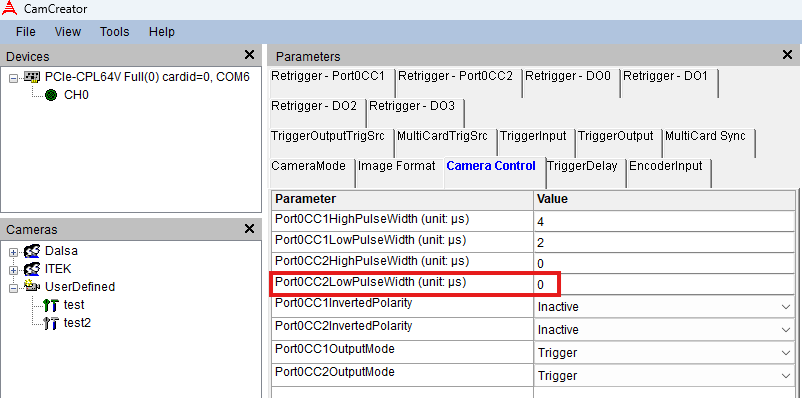 CamCreator
File View Tools Help
Devices
PCIe-CPL64V Full(0) cardid=0, COM6
CH0
Cameras
Dalsa
ITEK
UserDefined
test
test2
Parameters
Retrigger - Port0CC1 Retrigger - Port0CC2 Retrigger - DO0 Retrigger - DO1
Retrigger - DO2 Retrigger - DO3
TriggerOutputTrigSrc MultiCardTrigSrc TriggerInput TriggerOutput MultiCard Sync
CameraMode Image Format Camera Control TriggerDelay EncoderInput
Parameter Value
Port0CC1HighPulseWidth (unit: µs) 4
Port0CC1LowPulseWidth (unit: µs) 2
Port0CC2HighPulseWidth (unit: µs) 0
Port0CC2LowPulseWidth (unit: µs) 0
Port0CC1InvertedPolarity Inactive
Port0CC2InvertedPolarity Inactive
Port0CC1OutputMode Trigger
Port0CC2OutputMode Trigger